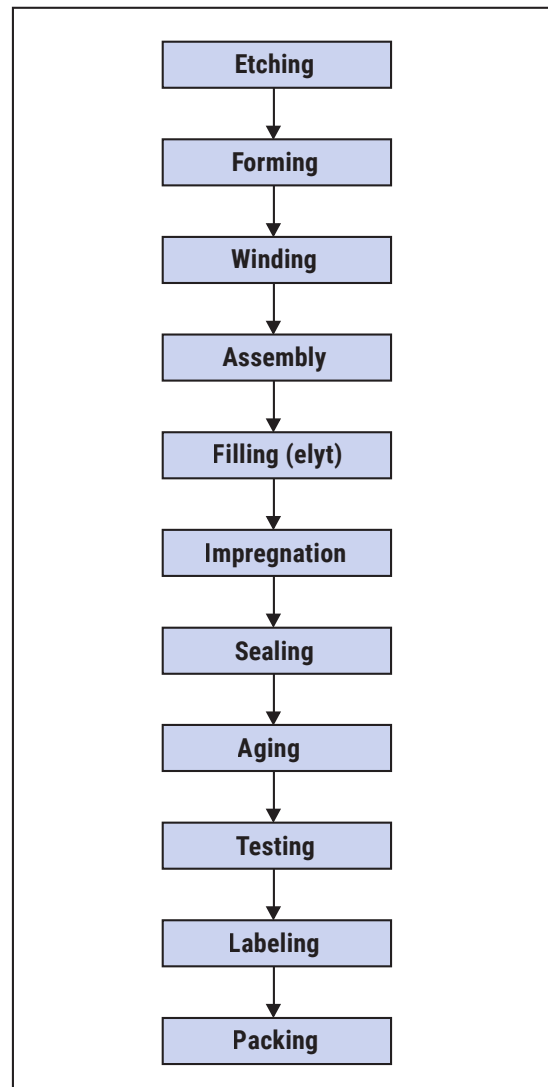 Etching
Forming
Winding
Assembly
Filling (elyt)
Impregnation
Sealing
Aging
Testing
Labeling
Packing